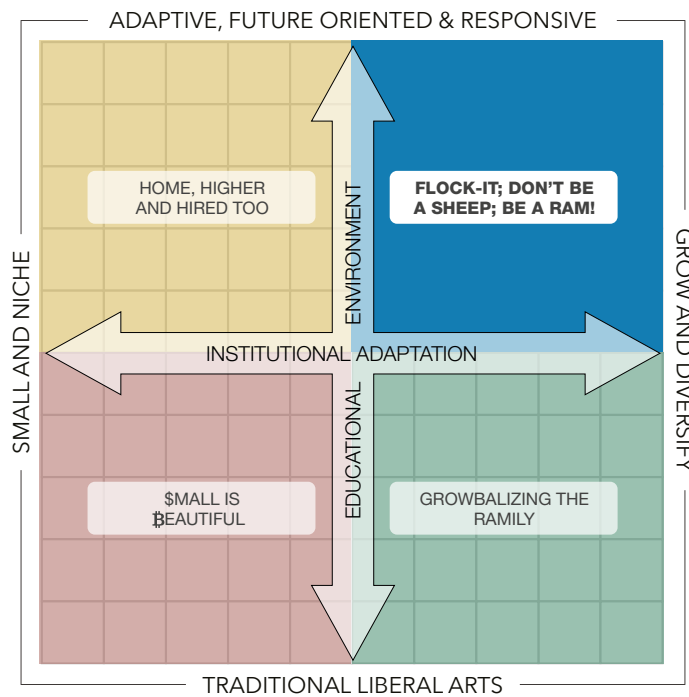 ADAPTIVE, FUTURE ORIENTED & RESPONSIVE
HOME, HIGHER
AND HIRED TOO
FLOCK-IT; DON'T BE
A SHEEP; BE A RAM!
SMALL AND NICHE
EDUCATIONAL ENVIRONMENT
INSTITUTIONAL ADAPTATION
GROW AND DIVERSIFY
$MALL IS
₿EAUTIFUL
GROWBALIZING THE
RAMILY
TRADITIONAL LIBERAL ARTS